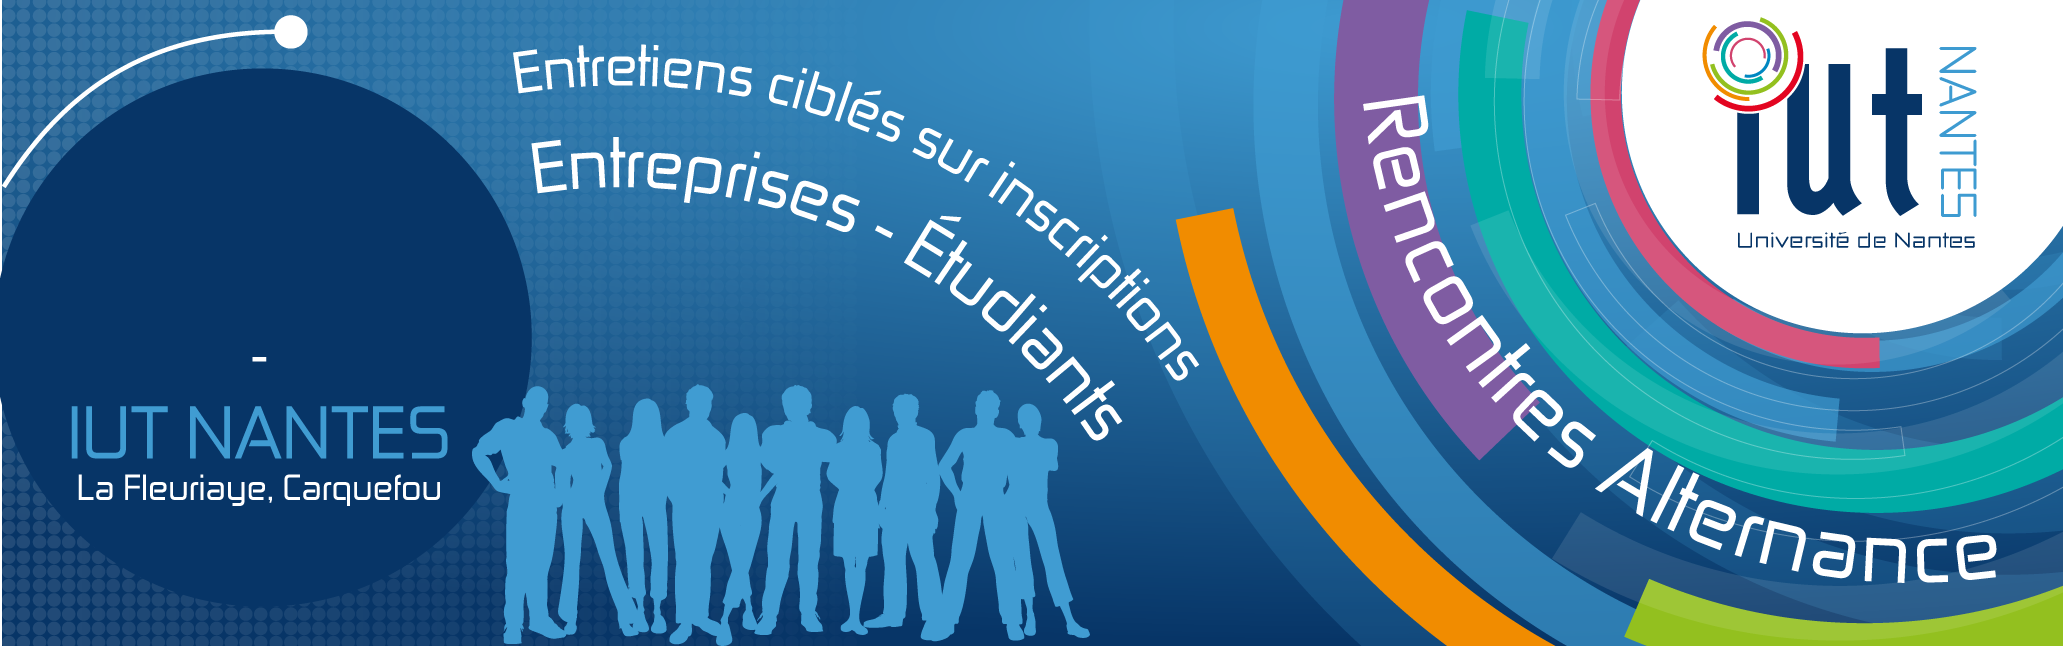 Entretiens ciblés sur inscriptions
Entreprises - Étudiants
Rencontres Alternance
iut
NANTES
Université de Nantes
-
IUT NANTES
La Fleuriaye, Carquefou